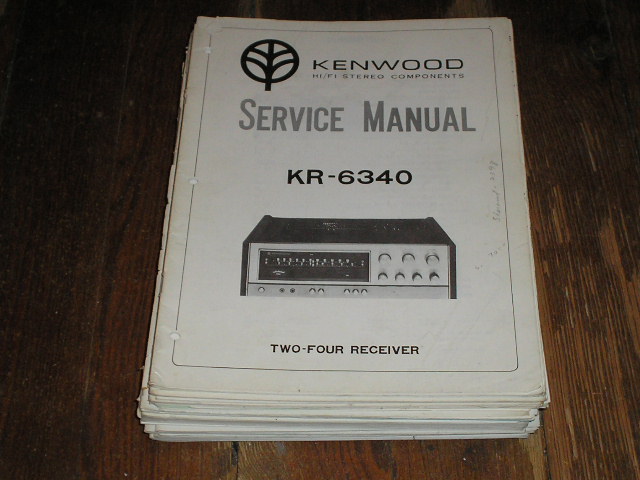 KENWOOD
HI/FI STEREO COMPONENTS
SERVICE MANUAL
KR-6340
TWO-FOUR RECEIVER